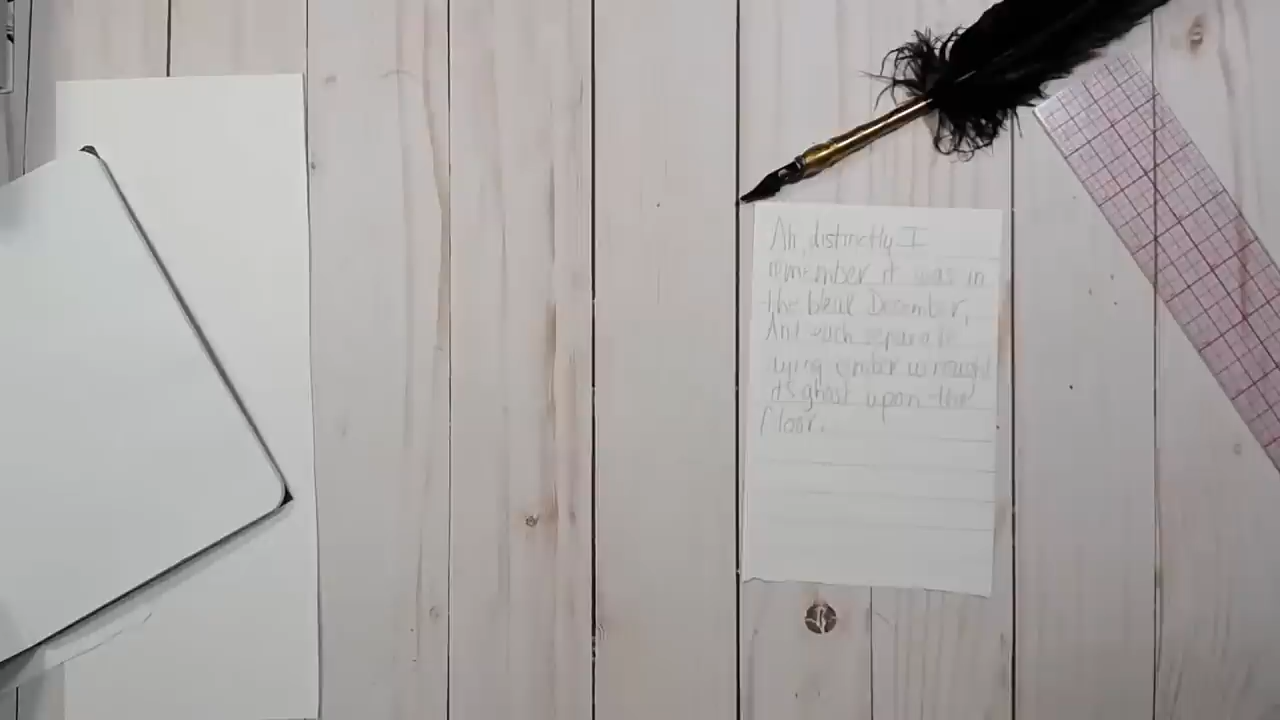 Ah, distinctly I
remember it was in
the bleak December,
And each separate
dying ember wrought
its ghost upon the
floor.